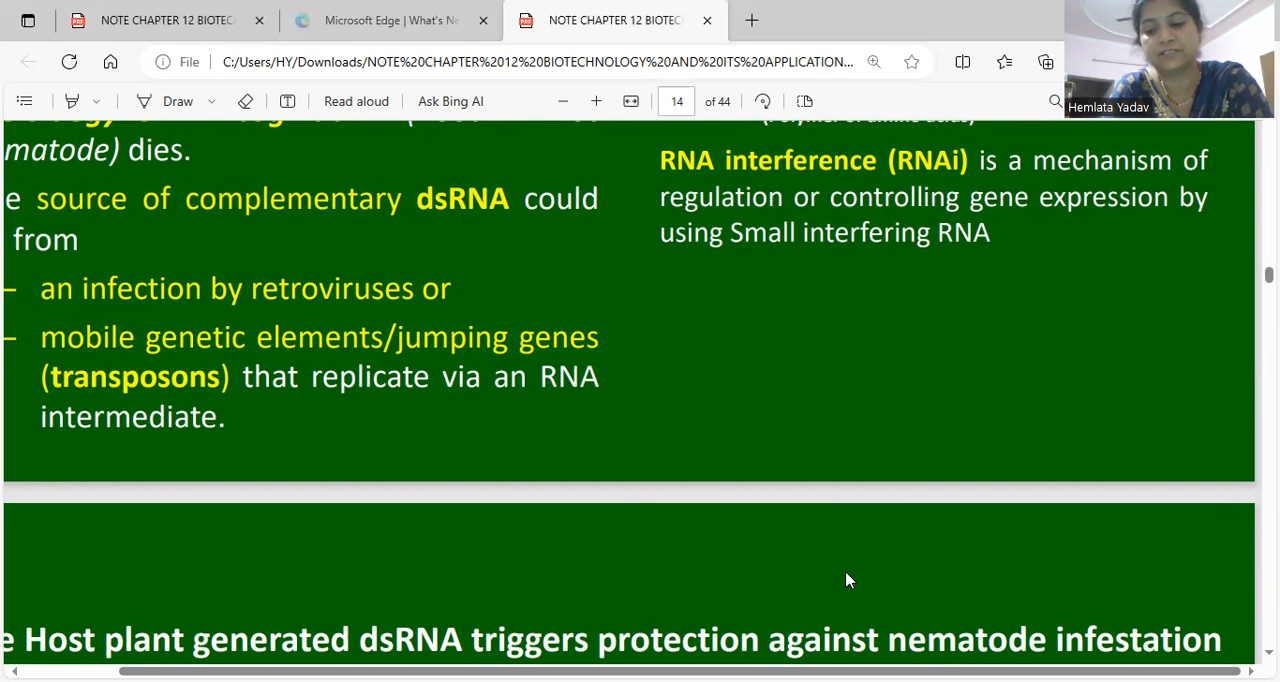 NOTE CHAPTER 12 BIOTEC
Microsoft Edge | What's Ne
NOTE CHAPTER 12 BIOTEC
File
C:/Users/HY/Downloads/NOTE%20CHAPTER%2012%20BIOTECHNOLOGY%20AND%20ITS%20APPLICATION...
Draw
Read aloud
Ask Bing AI
14 of 44
Hemlata Yadav
matode) dies.
e source of complementary dsRNA could
from
– an infection by retroviruses or
– mobile genetic elements/jumping genes
(transposons) that replicate via an RNA
intermediate.
RNA interference (RNAi) is a mechanism of
regulation or controlling gene expression by
using Small interfering RNA
e Host plant generated dsRNA triggers protection against nematode infestation